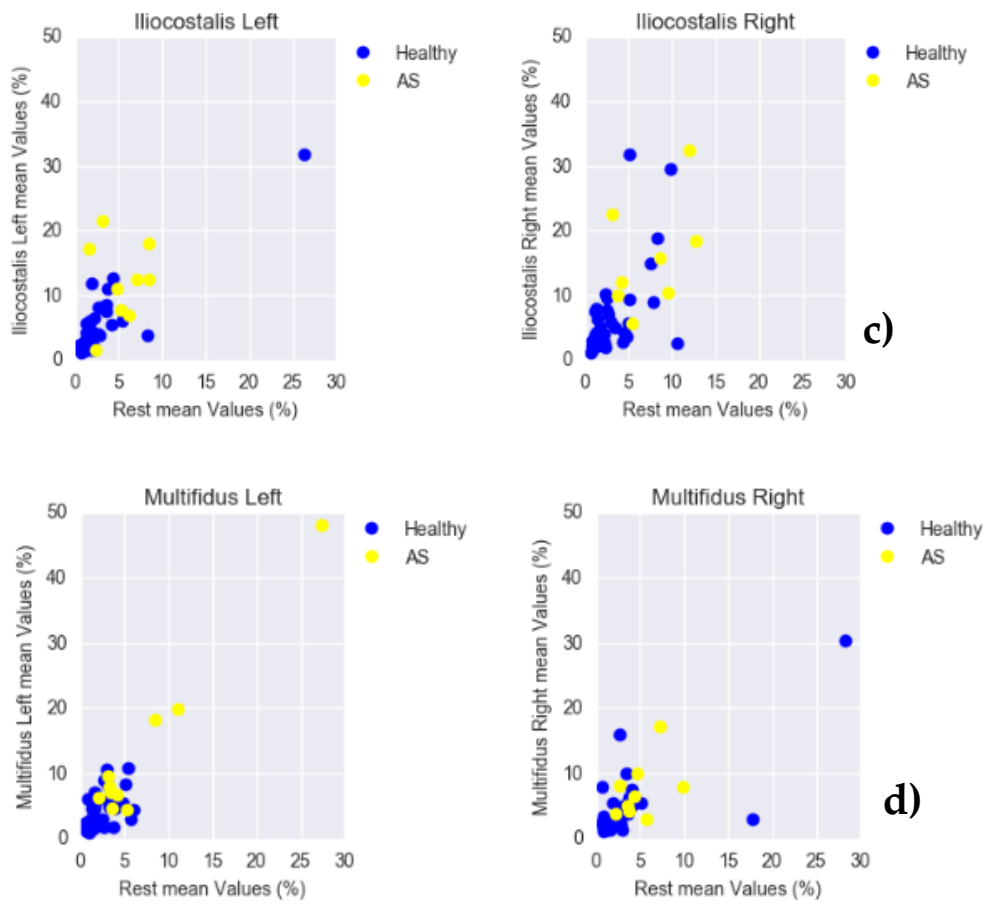 Iliocostalis Left
50
40
30
20
10
0
Iliocostalis Left mean Values (%)
0 5 10 15 20 25 30
Rest mean Values (%)
Healthy
AS
Iliocostalis Right
50
40
30
20
10
0
Iliocostalis Right mean Values (%)
0 5 10 15 20 25 30
Rest mean Values (%)
Healthy
AS
c)
Multifidus Left
50
40
30
20
10
0
Multifidus Left mean Values (%)
0 5 10 15 20 25 30
Rest mean Values (%)
Healthy
AS
Multifidus Right
50
40
30
20
10
0
Multifidus Right mean Values (%)
0 5 10 15 20 25 30
Rest mean Values (%)
Healthy
AS
d)